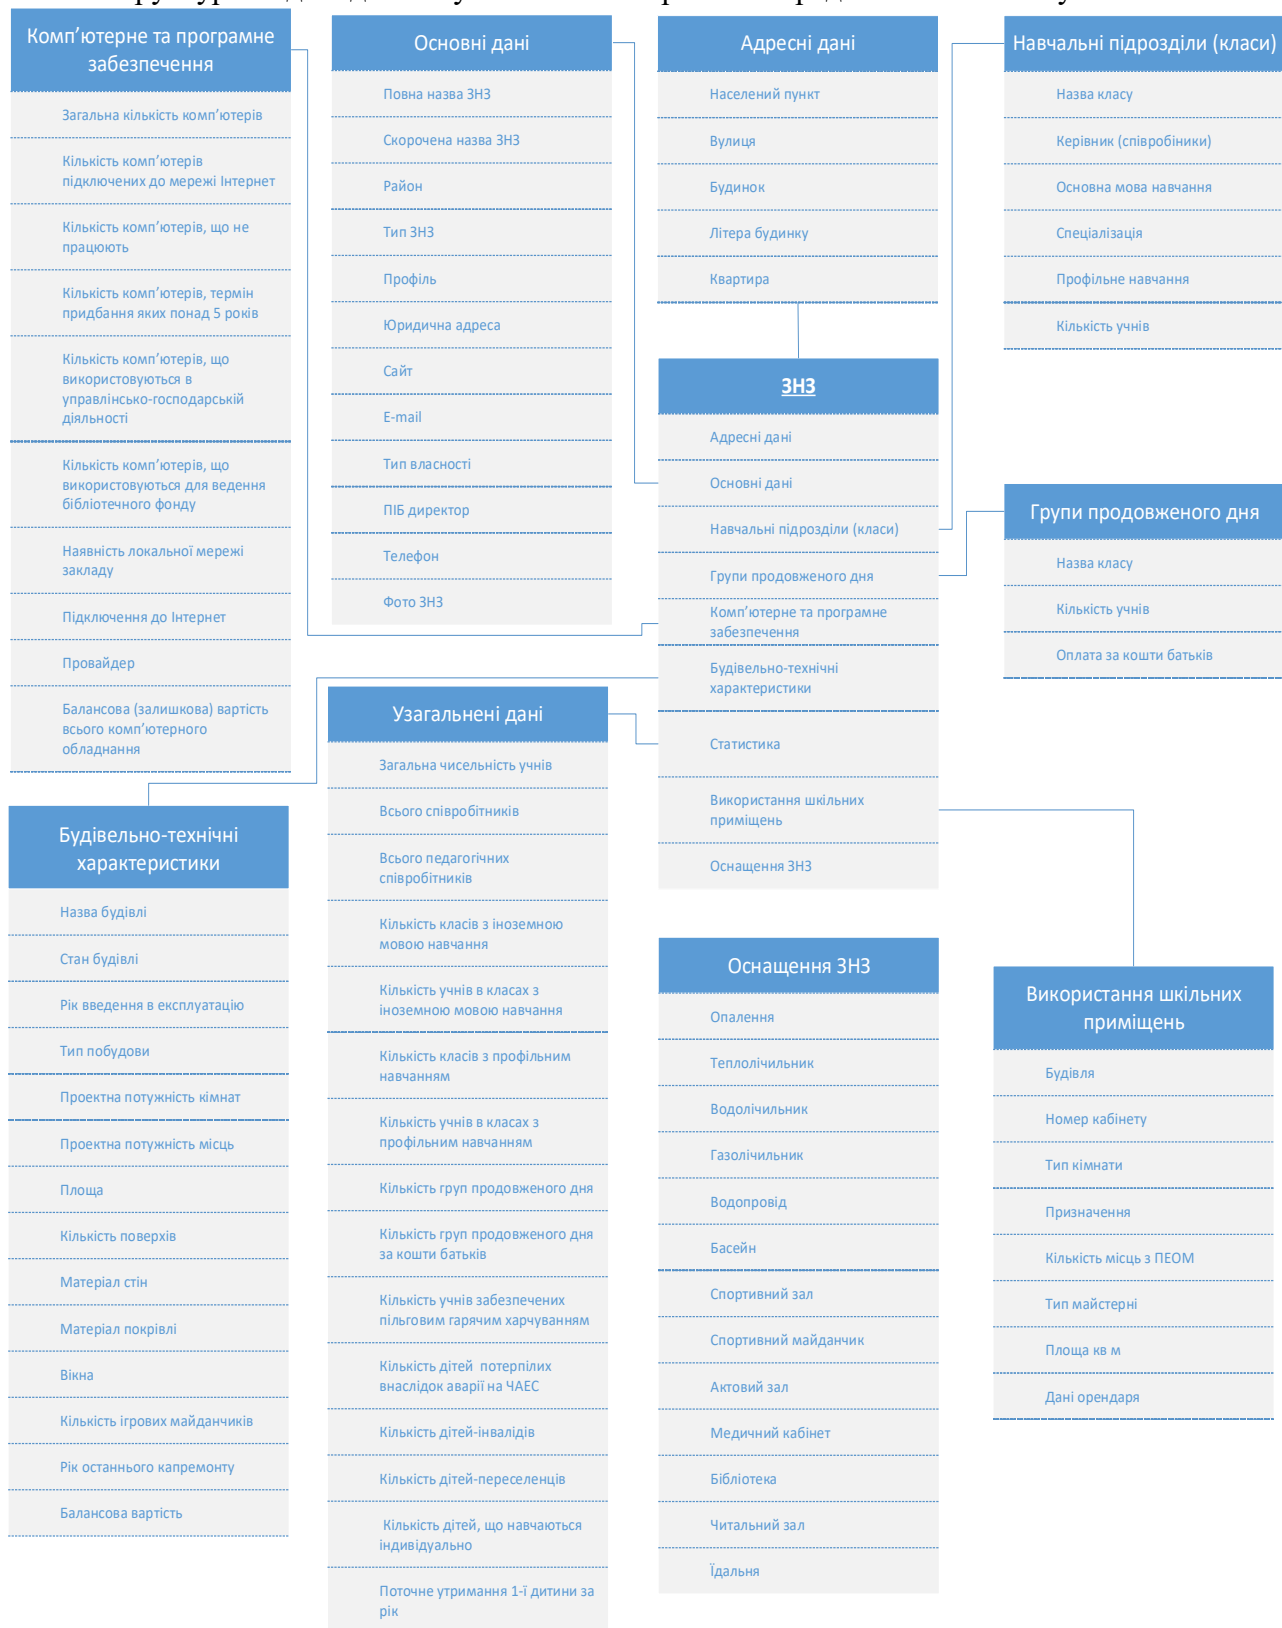 Комп’ютерне та програмне
забезпечення
Загальна кількість комп’ютерів
Кількість комп’ютерів
підключених до мережі Інтернет
Кількість комп’ютерів, що не
працюють
Кількість комп’ютерів, термін
придбання яких понад 5 років
Кількість комп’ютерів, що
використовуються в
управлінсько-господарській
діяльності
Кількість комп’ютерів, що
використовуються для ведення
бібліотечного фонду
Наявність локальної мережі
закладу
Підключення до Інтернет
Провайдер
Балансова (залишкова) вартість
всього комп’ютерного
обладнання
Основні дані
Повна назва ЗНЗ
Скорочена назва ЗНЗ
Район
Тип ЗНЗ
Профіль
Юридична адреса
Сайт
E-mail
Тип власності
ПІБ директор
Телефон
Фото ЗНЗ
Адресні дані
Населений пункт
Вулиця
Будинок
Літера будинку
Квартира
Навчальні підрозділи (класи)
Назва класу
Керівник (співробіники)
Основна мова навчання
Спеціалізація
Профільне навчання
Кількість учнів
ЗНЗ
Адресні дані
Основні дані
Навчальні підрозділи (класи)
Групи продовженого дня
Комп’ютерне та програмне
забезпечення
Будівельно-технічні
характеристики
Статистика
Використання шкільних
приміщень
Оснащення ЗНЗ
Групи продовженого дня
Назва класу
Кількість учнів
Оплата за кошти батьків
Будівельно-технічні
характеристики
Назва будівлі
Стан будівлі
Рік введення в експлуатацію
Тип побудови
Проектна потужність кімнат
Проектна потужність місць
Площа
Кількість поверхів
Матеріал стін
Матеріал покрівлі
Вікна
Кількість ігрових майданчиків
Рік останнього капремонту
Балансова вартість
Узагальнені дані
Загальна чисельність учнів
Всього співробітників
Всього педагогічних
співробітників
Кількість класів з іноземною
мовою навчання
Кількість учнів в класах з
іноземною мовою навчання
Кількість класів з профільним
навчанням
Кількість учнів в класах з
профільним навчанням
Кількість груп продовженого дня
Кількість груп продовженого дня
за кошти батьків
Кількість учнів забезпечених
пільговим гарячим харчуванням
Кількість дітей потерпілих
внаслідок аварії на ЧАЕС
Кількість дітей-інвалідів
Кількість дітей-переселенців
Кількість дітей, що навчаються
індивідуально
Поточне утримання 1-ї дитини за
рік
Оснащення ЗНЗ
Опалення
Теплолічильник
Водолічильник
Газолічильник
Водопровід
Басейн
Спортивний зал
Спортивний майданчик
Актовий зал
Медичний кабінет
Бібліотека
Читальний зал
Їдальня
Використання шкільних
приміщень
Будівля
Номер кабінету
Тип кімнати
Призначення
Кількість місць з ПЕОМ
Тип майстерні
Площа кв м
Дані орендаря